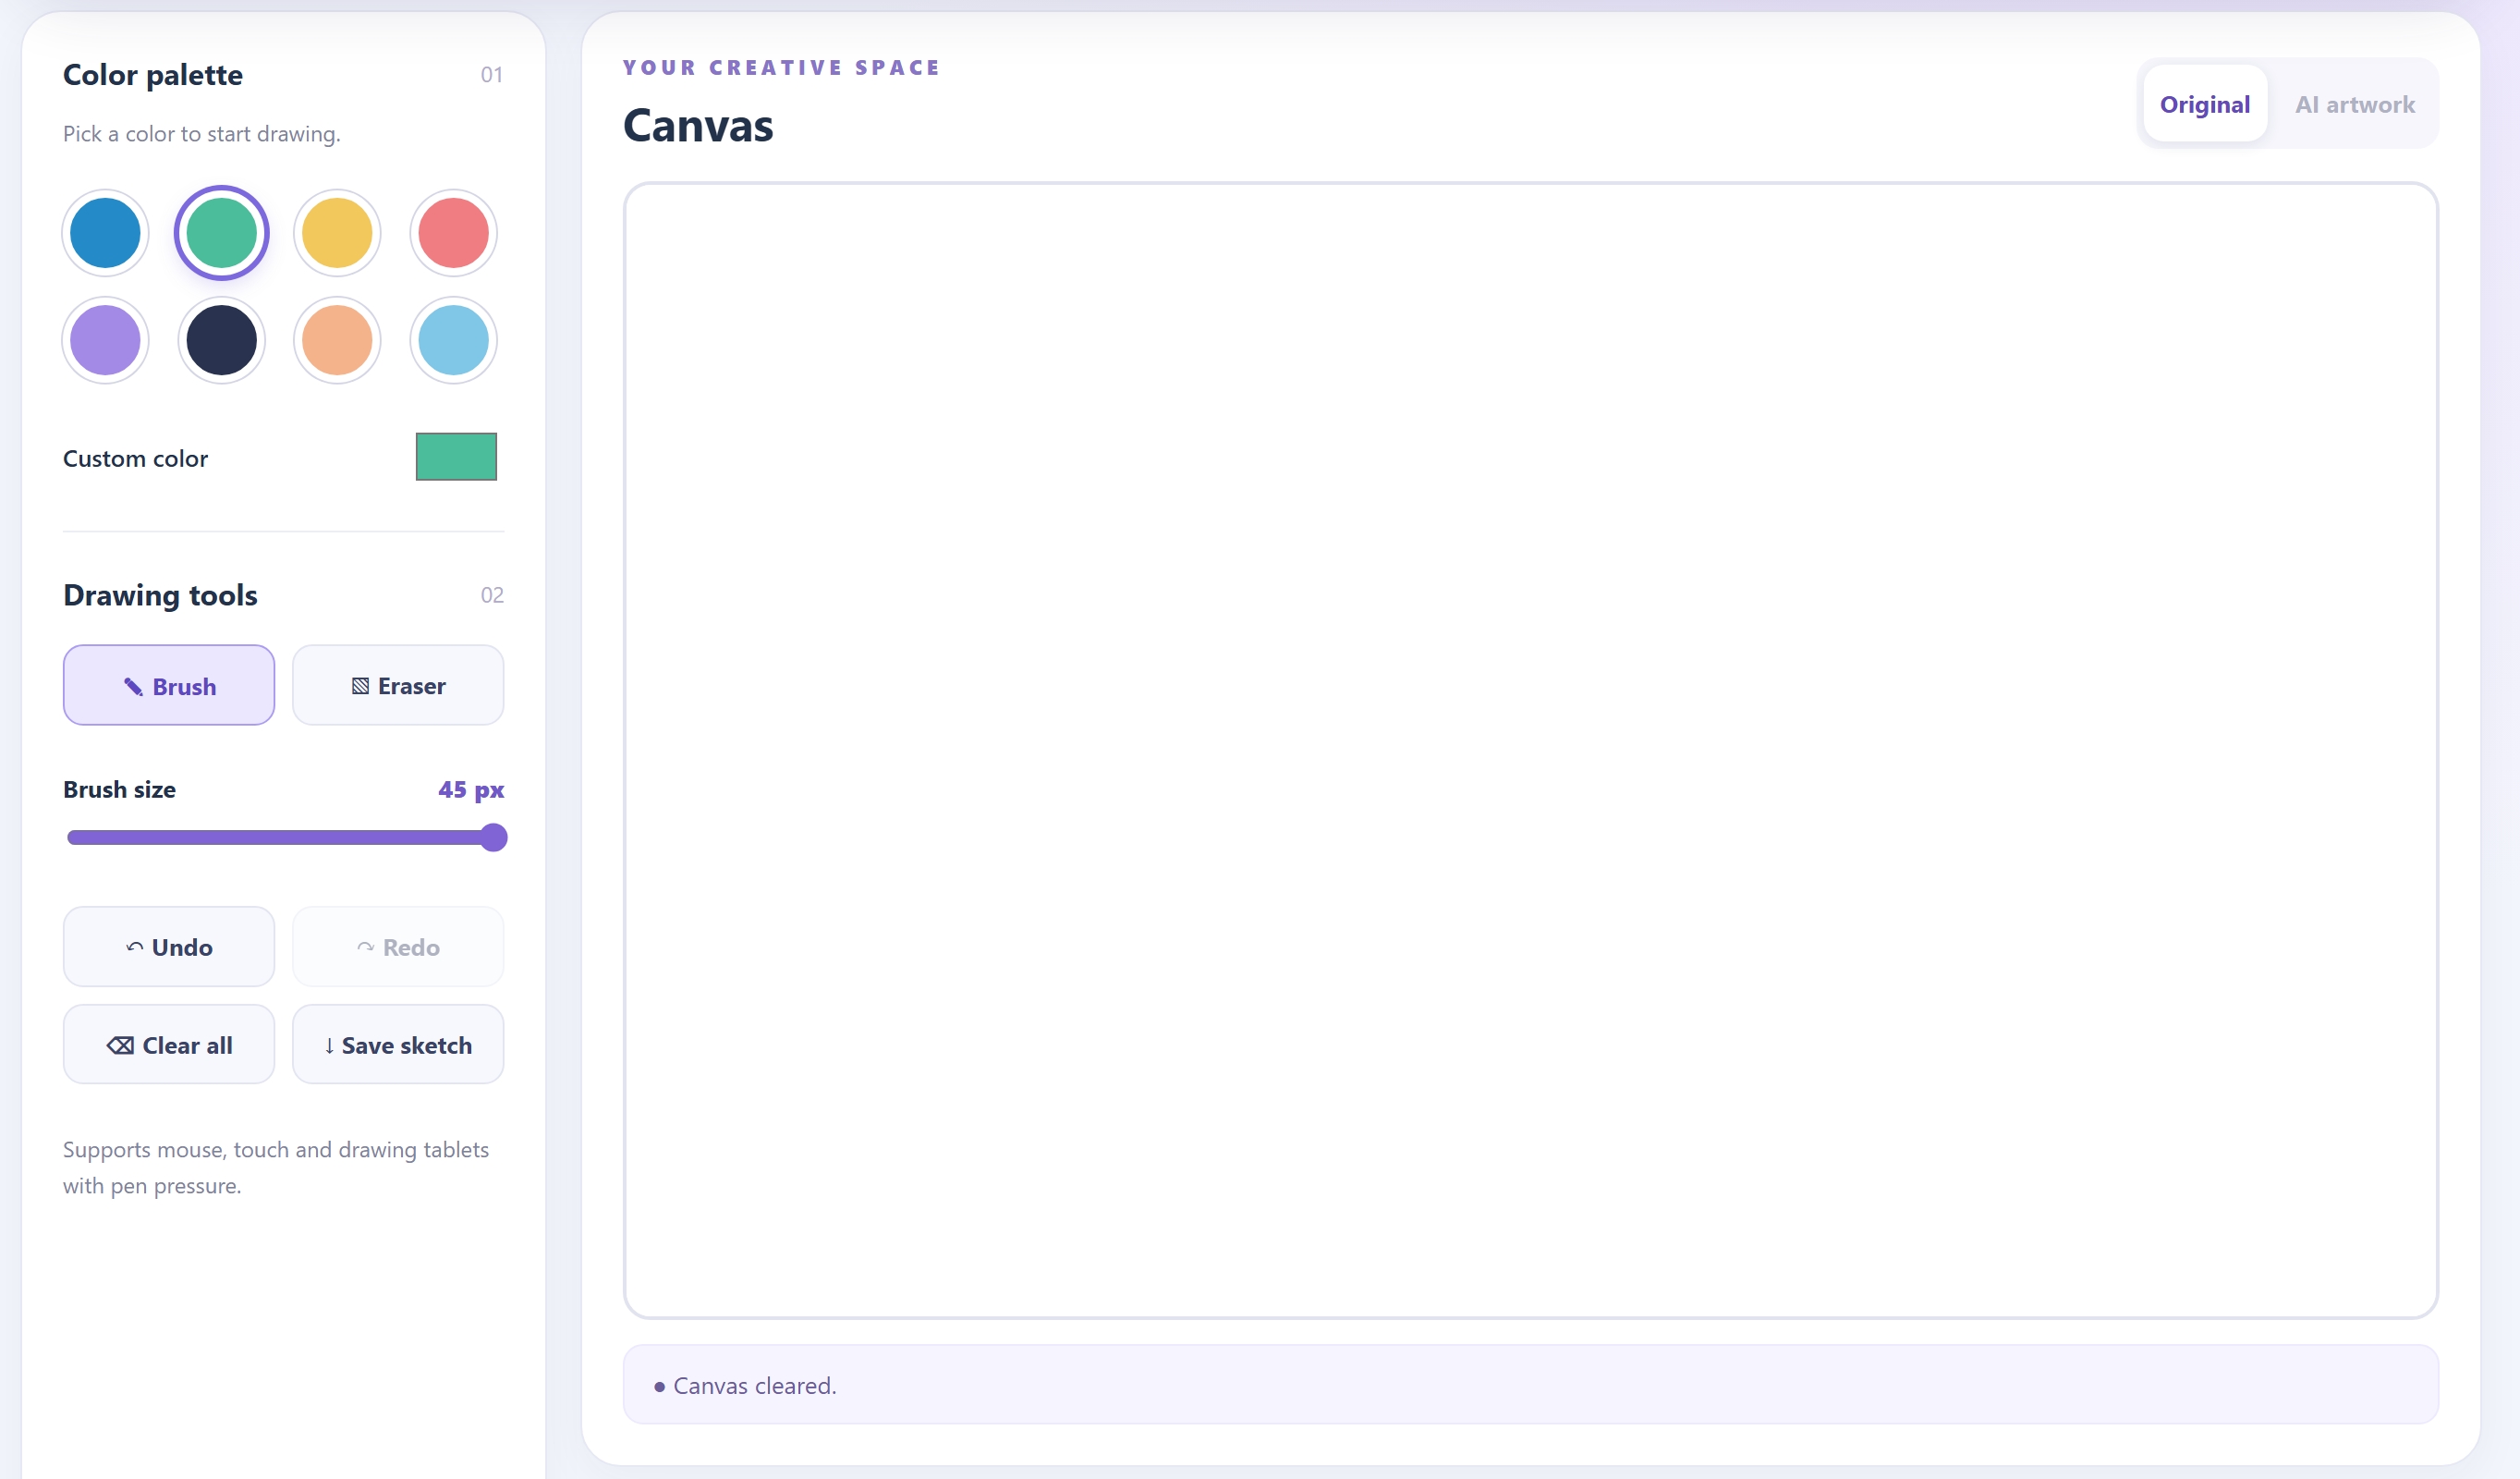 Color palette
01
Pick a color to start drawing.
Custom color
Drawing tools
02
Brush
Eraser
Brush size
45 px
Undo
Redo
Clear all
Save sketch
Supports mouse, touch and drawing tablets
with pen pressure.
YOUR CREATIVE SPACE
Canvas
Original
AI artwork
Canvas cleared.